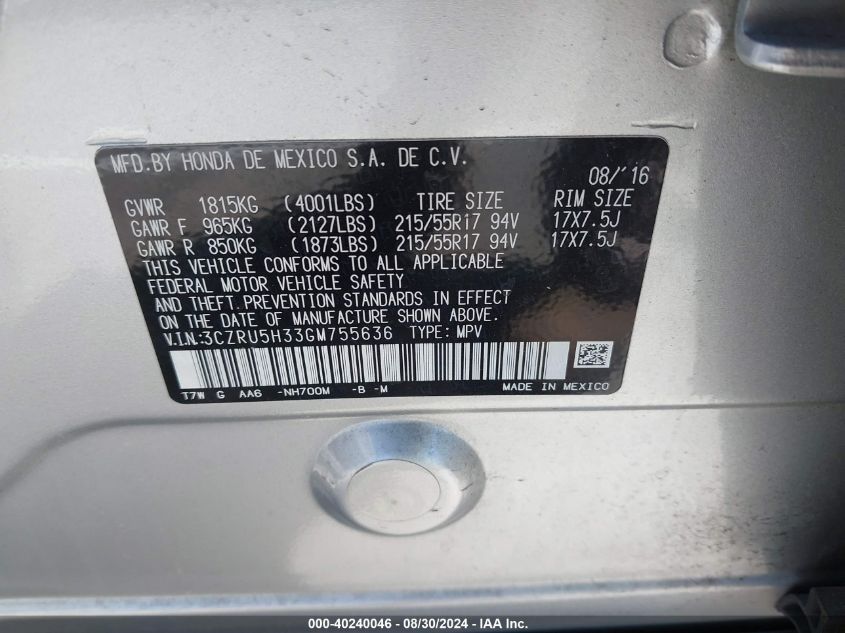 MFD.BY HONDA DE MEXICO S.A. DE C.V.
08/'16
GVWR 1815KG (4001LBS) TIRE SIZE RIM SIZE
GAWR F 965KG (2127LBS) 215/55R17 94V 17X7.5J
GAWR R 850KG (1873LBS) 215/55R17 94V 17X7.5J
THIS VEHICLE CONFORMS TO ALL APPLICABLE
FEDERAL MOTOR VEHICLE SAFETY
AND THEFT PREVENTION STANDARDS IN EFFECT
ON THE DATE OF MANUFACTURE SHOWN ABOVE.
V.I.N:3CZRU5H33GM755636 TYPE: MPV
T7W G AA6 -NH700M -B -M MADE IN MEXICO
000-40240046 - 08/30/2024 - IAA Inc.